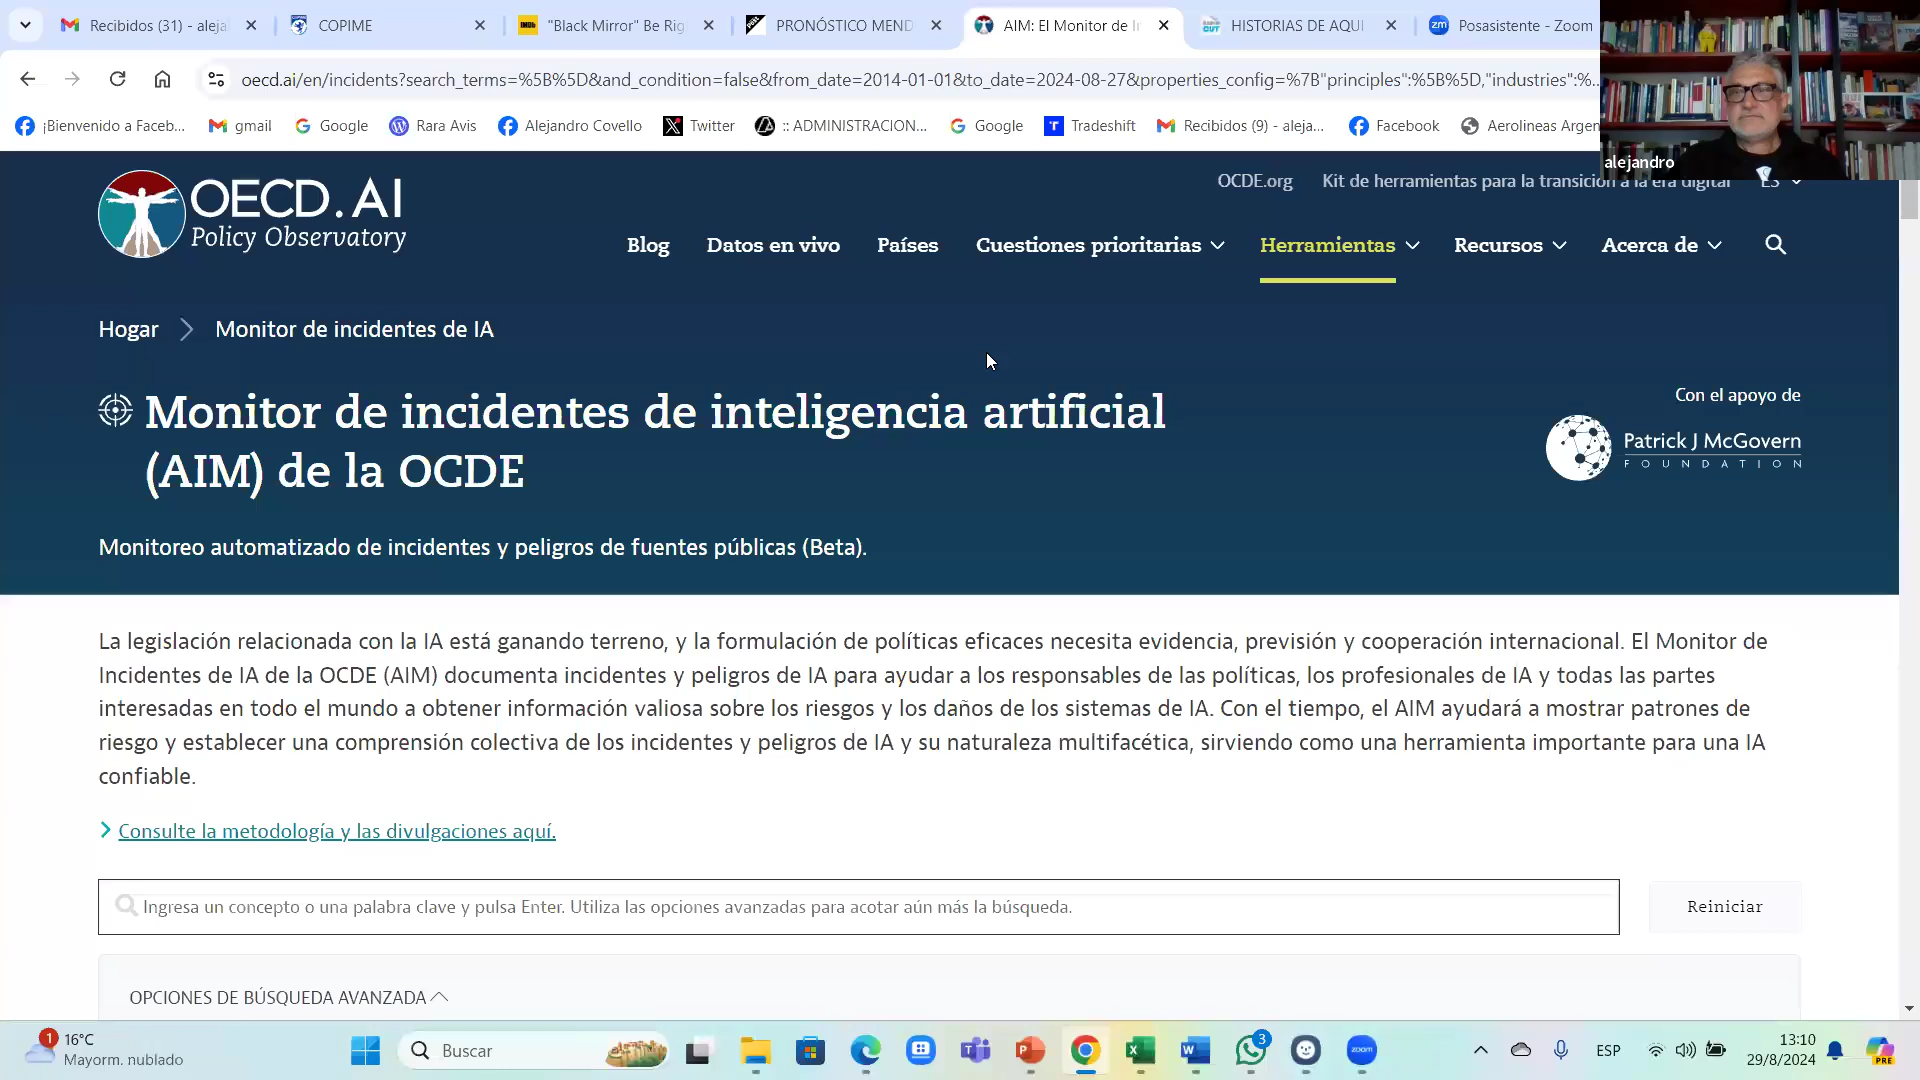 Recibidos (31) - aleja
COPIME
"Black Mirror" Be Rig
PRONÓSTICO MEND
AIM: El Monitor de In
HISTORIAS DE AQUI
Posasistente - Zoom
oecd.ai/en/incidents?search_terms=%5B%5D&and_condition=false&from_date=2014-01-01&to_date=2024-08-27&properties_config=%7B"principles":%5B%5D,"industries":%...
¡Bienvenido a Faceb...
gmail
Google
Rara Avis
Alejandro Covello
Twitter
:: ADMINISTRACION...
Google
Tradeshift
Recibidos (9) - aleja...
Facebook
Aerolineas Argen
alejandro
OECD.AI
Policy Observatory
OCDE.org
Kit de herramientas para la transición a la era digital
ES
Blog
Datos en vivo
Países
Cuestiones prioritarias
Herramientas
Recursos
Acerca de
Hogar
Monitor de incidentes de IA
Monitor de incidentes de inteligencia artificial
(AIM) de la OCDE
Con el apoyo de
Patrick J McGovern
FOUNDATION
Monitoreo automatizado de incidentes y peligros de fuentes públicas (Beta).
La legislación relacionada con la IA está ganando terreno, y la formulación de políticas eficaces necesita evidencia, previsión y cooperación internacional. El Monitor de
Incidentes de IA de la OCDE (AIM) documenta incidentes y peligros de IA para ayudar a los responsables de las políticas, los profesionales de IA y todas las partes
interesadas en todo el mundo a obtener información valiosa sobre los riesgos y los daños de los sistemas de IA. Con el tiempo, el AIM ayudará a mostrar patrones de
riesgo y establecer una comprensión colectiva de los incidentes y peligros de IA y su naturaleza multifacética, sirviendo como una herramienta importante para una IA
confiable.
Consulte la metodología y las divulgaciones aquí.
Ingresa un concepto o una palabra clave y pulsa Enter. Utiliza las opciones avanzadas para acotar aún más la búsqueda.
Reiniciar
OPCIONES DE BÚSQUEDA AVANZADA
1
16°C
Mayorm. nublado
Buscar
3
zoom
ESP
13:10
29/8/2024
PRE